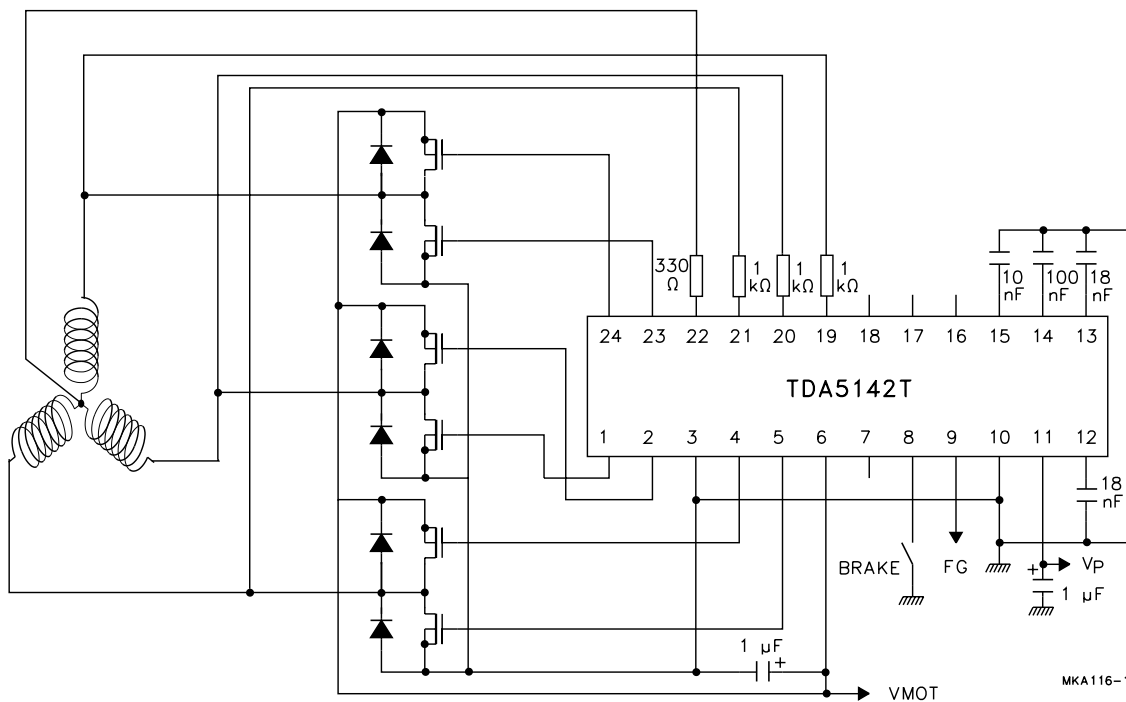 330
Ω
1
kΩ
1
kΩ
1
kΩ
10
nF
100
nF
18
nF
24 23 22 21 20 19 18 17 16 15 14 13
TDA5142T
1 2 3 4 5 6 7 8 9 10 11 12
18
nF
BRAKE
FG
+
VP
1 µF
1 µF
+
VMOT
MKA116-1